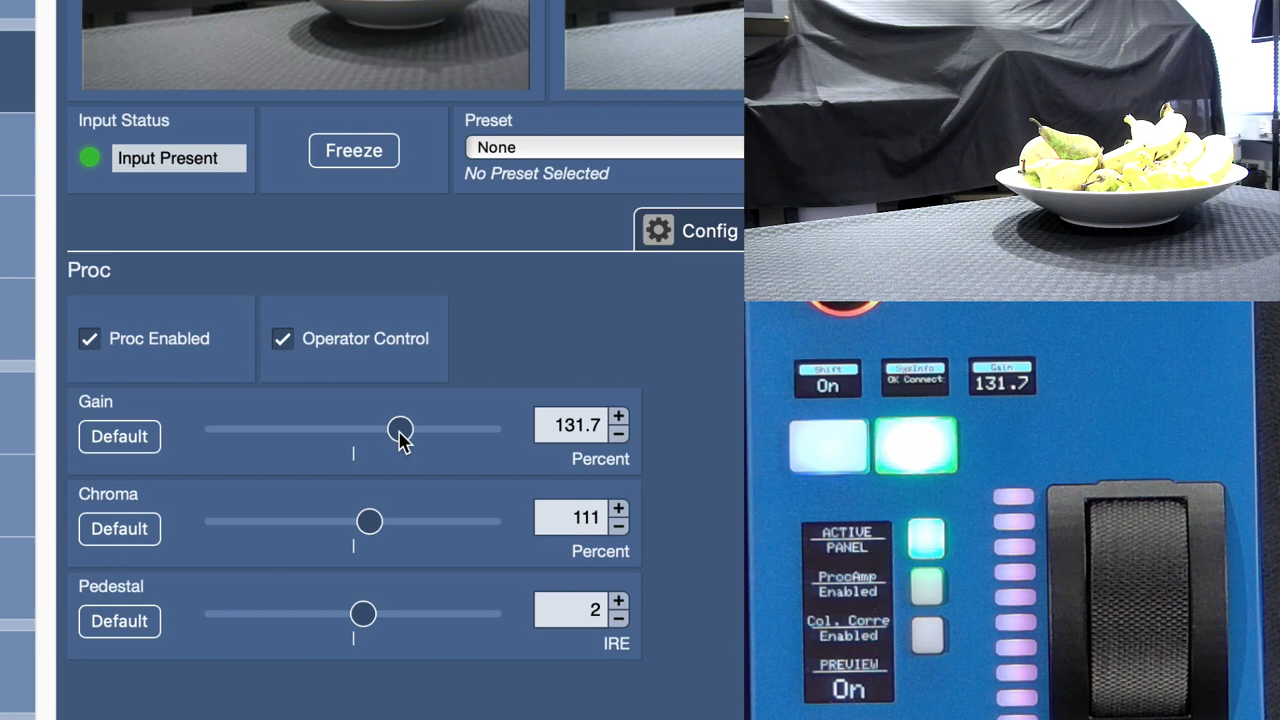 Input Status
Input Present
Freeze
Preset
None
No Preset Selected
Config
Proc
Proc Enabled
Operator Control
Gain
Default
131.7
+
−
Percent
Chroma
Default
111
+
−
Percent
Pedestal
Default
2
+
−
IRE
Shift
On
SysInfo
OK Connect
Gain
131.7
ACTIVE
PANEL
ProcAmp
Enabled
Col. Corre
Enabled
PREVIEW
On